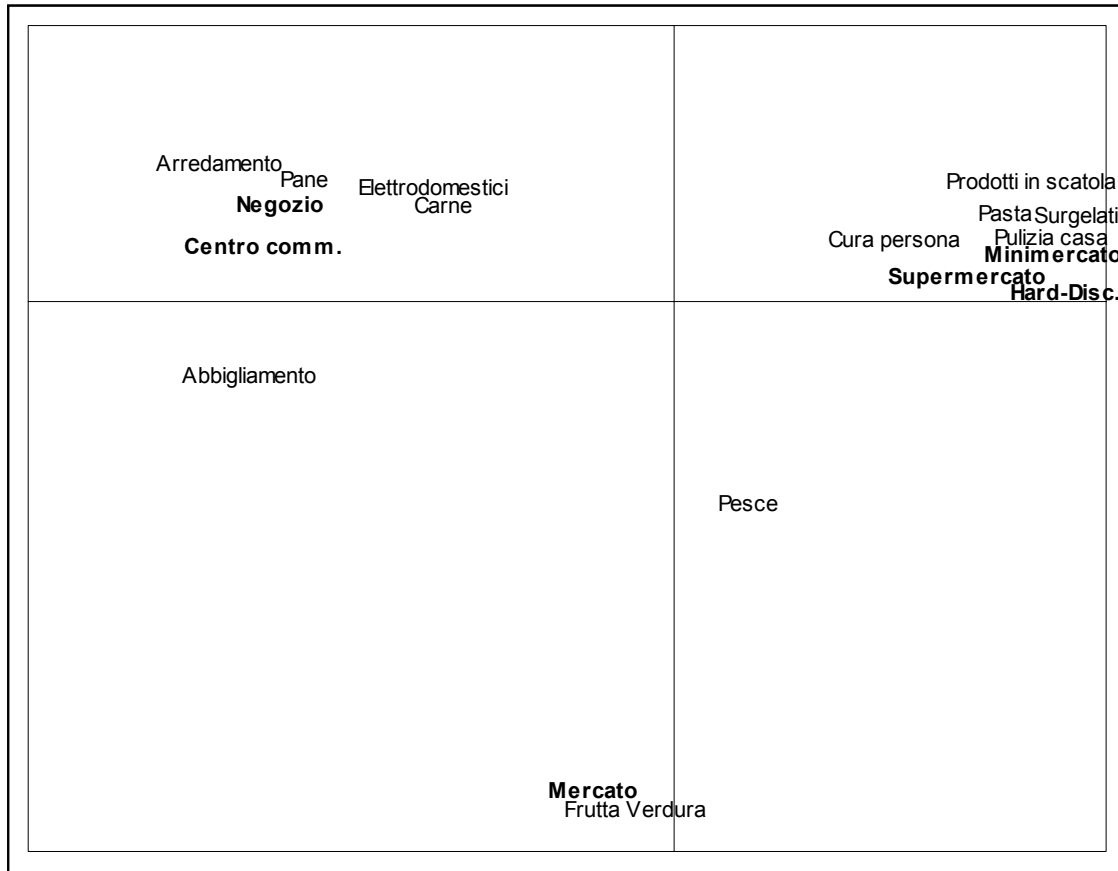 Arredamento
Pane
Elettrodomestici
Negozio
Carne
Centro comm.
Prodotti in scatola
Pasta Surgelati
Cura persona Pulizia casa
Minimercato
Supermercato
Hard-Disc.
Abbigliamento
Pesce
Mercato
Frutta Verdura